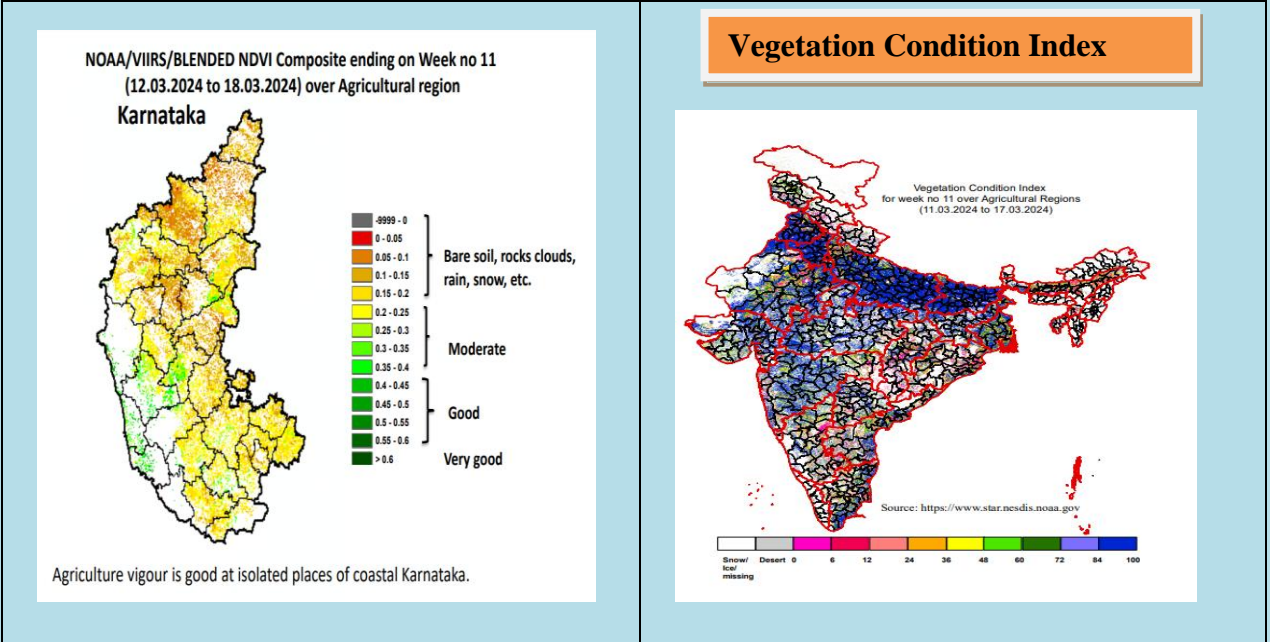 NOAA/VIIRS/BLENDED NDVI Composite ending on Week no 11
(12.03.2024 to 18.03.2024) over Agricultural region
Karnataka
-9999 - 0
0 - 0.05
0.05 - 0.1
0.1 - 0.15
0.15 - 0.2
Bare soil, rocks clouds,
rain, snow, etc.
0.2 - 0.25
0.25 - 0.3
0.3 - 0.35
0.35 - 0.4
Moderate
0.4 - 0.45
0.45 - 0.5
0.5 - 0.55
0.55 - 0.6
Good
> 0.6
Very good
Agriculture vigour is good at isolated places of coastal Karnataka.
Vegetation Condition Index
Vegetation Condition Index
for week no 11 over Agricultural Regions
(11.03.2024 to 17.03.2024)
Source: https://www.star.nesdis.noaa.gov
Snow/
Ice/
missing
Desert 0 6 12 24 36 48 60 72 84 100